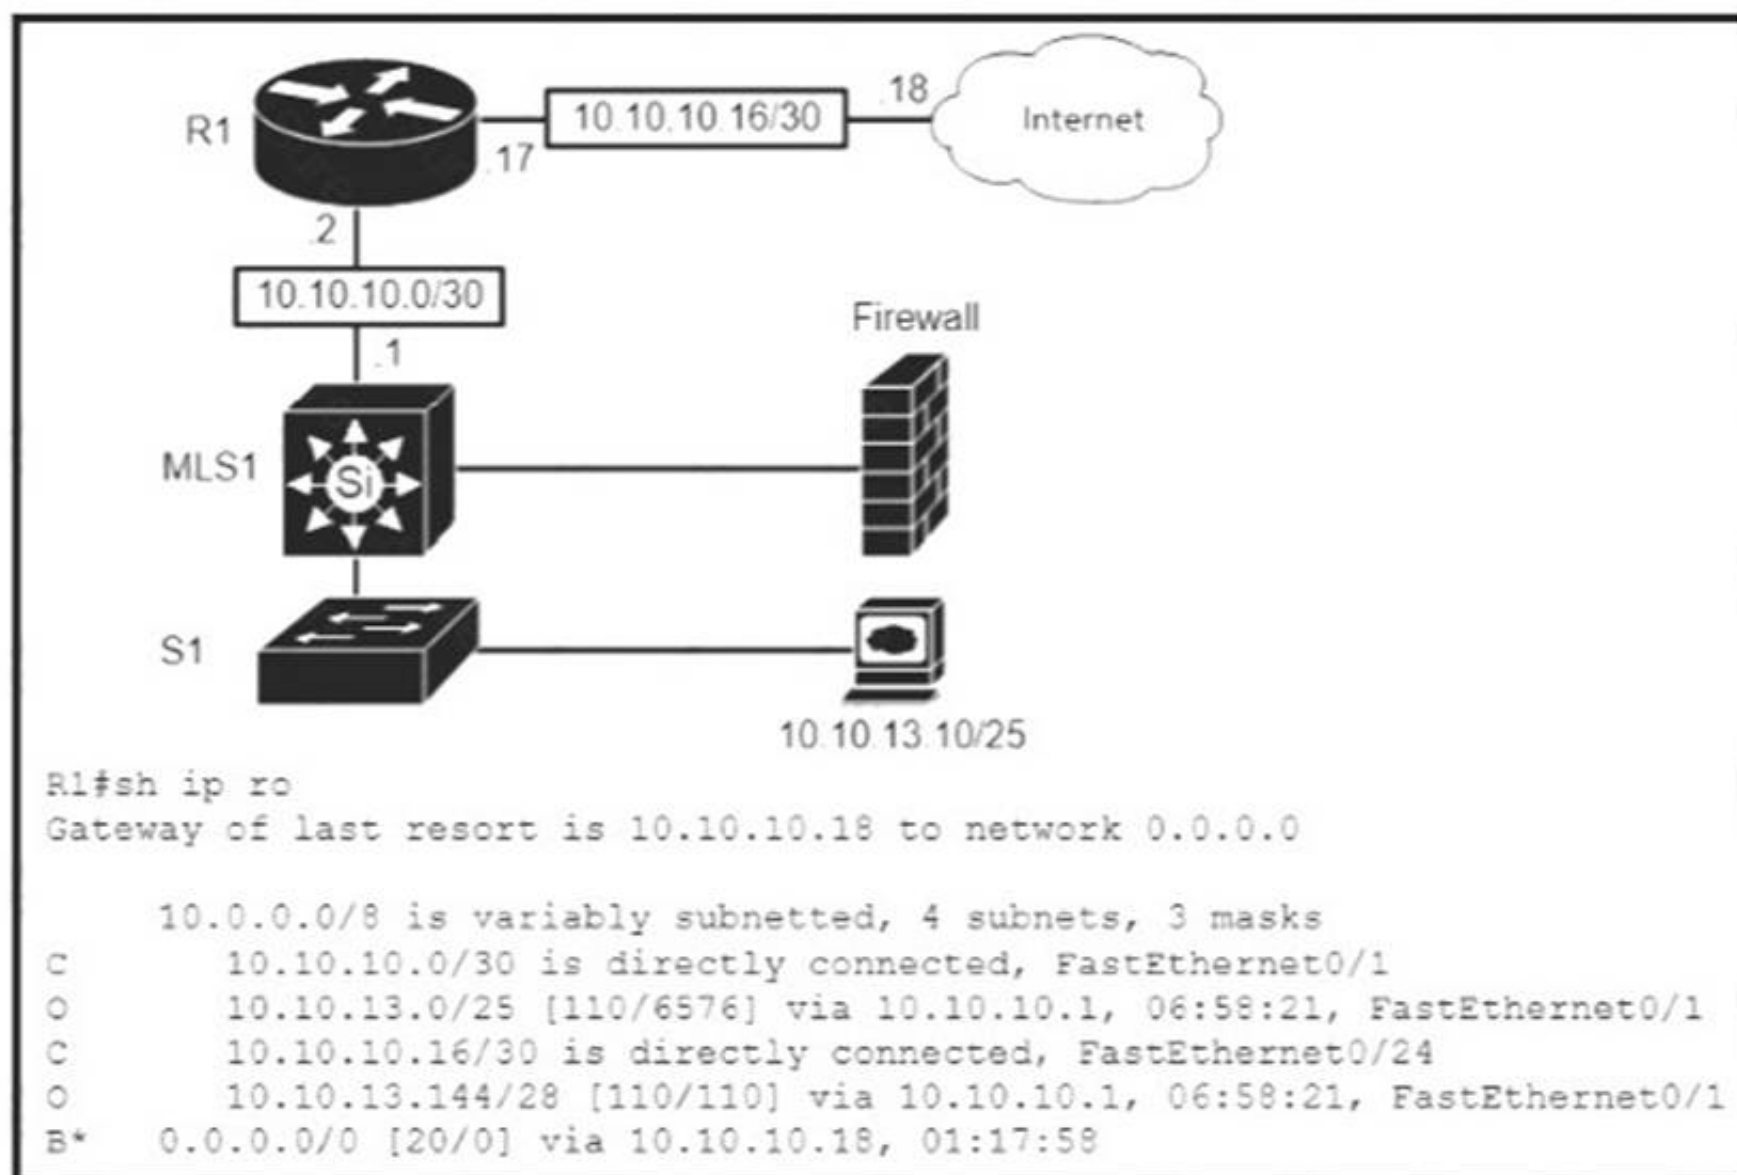 R1
10.10.10.16/30
.18
Internet
.17
.2
10.10.10.0/30
.1
Firewall
MLS1
Si
S1
10.10.13.10/25
R1#sh ip ro
Gateway of last resort is 10.10.10.18 to network 0.0.0.0
10.0.0.0/8 is variably subnetted, 4 subnets, 3 masks
C 10.10.10.0/30 is directly connected, FastEthernet0/1
O 10.10.13.0/25 [110/6576] via 10.10.10.1, 06:58:21, FastEthernet0/1
C 10.10.10.16/30 is directly connected, FastEthernet0/24
O 10.10.13.144/28 [110/110] via 10.10.10.1, 06:58:21, FastEthernet0/1
B* 0.0.0.0/0 [20/0] via 10.10.10.18, 01:17:58